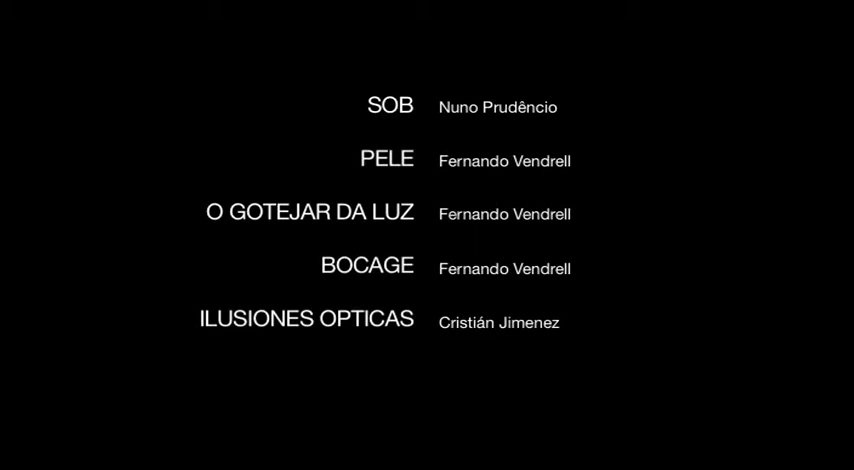 SOB Nuno Prudêncio
PELE Fernando Vendrell
O GOTEJAR DA LUZ Fernando Vendrell
BOCAGE Fernando Vendrell
ILUSIONES OPTICAS Cristián Jimenez